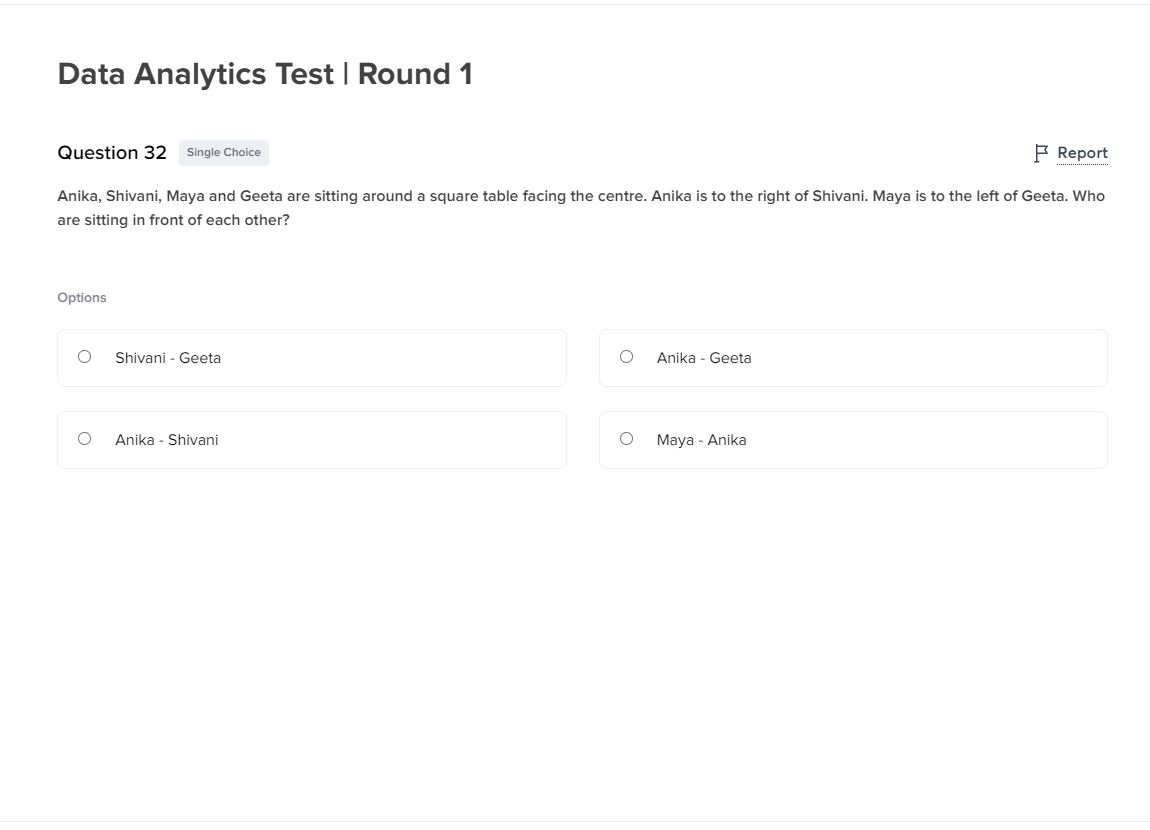 Data Analytics Test | Round 1
Question 32 Single Choice Report
Anika, Shivani, Maya and Geeta are sitting around a square table facing the centre. Anika is to the right of Shivani. Maya is to the left of Geeta. Who
are sitting in front of each other?
Options
Shivani - Geeta
Anika - Geeta
Anika - Shivani
Maya - Anika